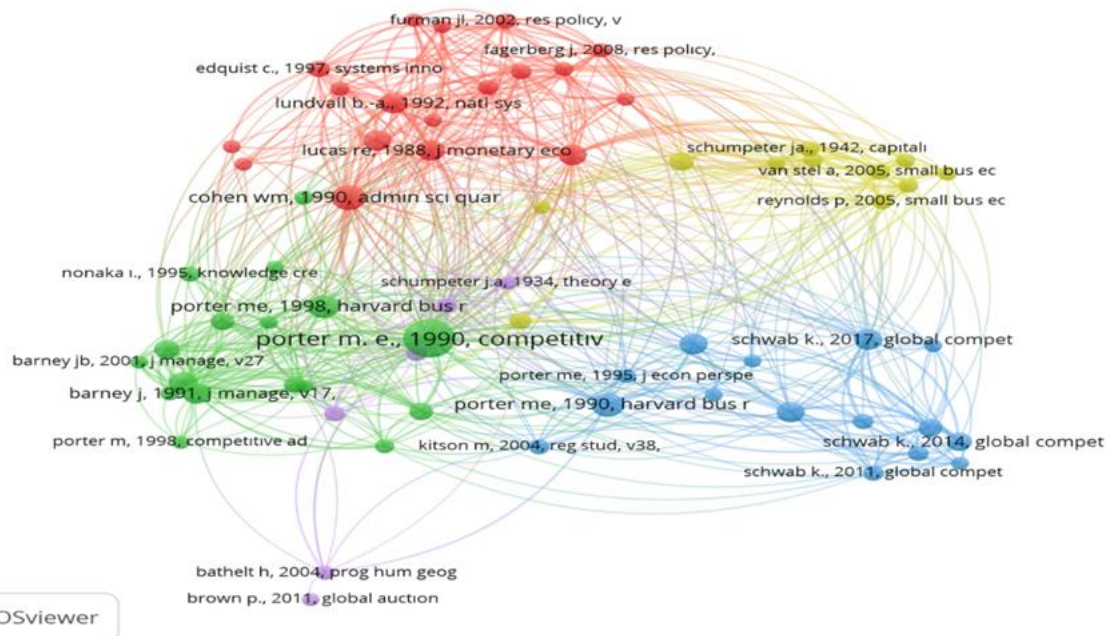 furman jl, 2002, res policy, v
fagerberg j, 2008, res policy,
edquist c., 1997, systems inno
lundvall b.-a., 1992, natl sys
schumpeter ja., 1942, capıtalı
lucas re, 1988, j monetary eco
van stel a, 2005, small bus ec
cohen wm, 1990, admin sci quar
reynolds p, 2005, small bus ec
nonaka ı., 1995, knowledge cre
schumpeter j.a, 1934, theory e
porter me, 1998, harvard bus r
porter m. e., 1990, competitiv
schwab k., 2017, global compet
barney jb, 2001, j manage, v27
porter me, 1995, j econ perspe
barney j, 1991, j manage, v17,
porter me, 1990, harvard bus r
porter m, 1998, competıtıve ad
kitson m, 2004, reg stud, v38,
schwab k., 2014, global compet
schwab k., 2011, global compet
bathelt h, 2004, prog hum geog
brown p., 2011, global auctıon
OSviewer